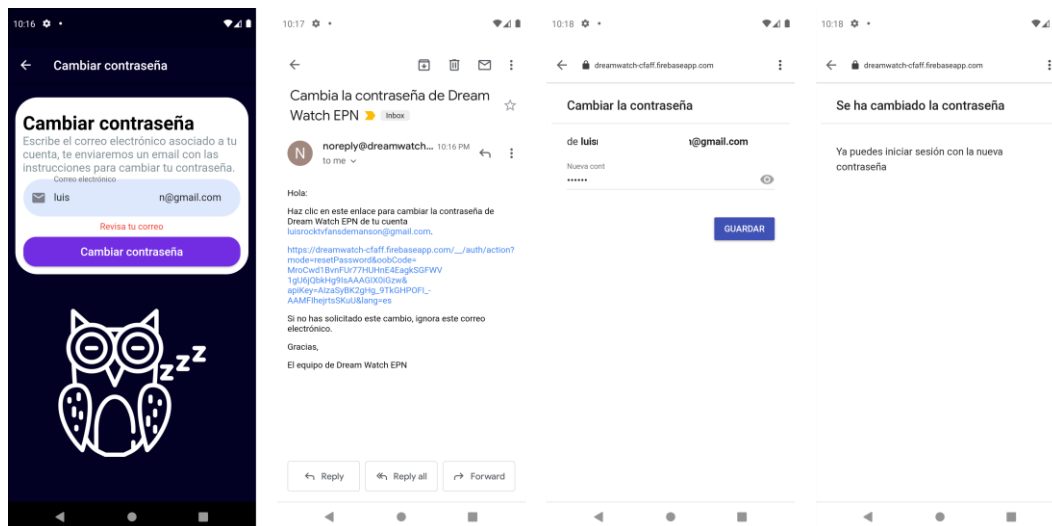 10:16
Cambiar contraseña
Cambiar contraseña
Escribe el correo electrónico asociado a tu
cuenta, te enviaremos un email con las
instrucciones para cambiar tu contraseña.
Correo electrónico
luis n@gmail.com
Revisa tu correo
Cambiar contraseña
zzz
10:17
Cambia la contraseña de Dream
Watch EPN Inbox
N
noreply@dreamwatch... 10:16 PM
to me
Hola:
Haz clic en este enlace para cambiar la contraseña de
Dream Watch EPN de tu cuenta
luisrocktvfansdemanson@gmail.com.
https://dreamwatch-cfaff.firebaseapp.com/__/auth/action?
mode=resetPassword&oobCode=
MroCwd1BvnFUr77HUHnE4EagkSGFWV
1gU6jQbkHg9IsAAAGIX0iGzw&
apiKey=AIzaSyBK2gHg_9TkGHPOFI_-
AAMFIhejrtsSKuU&lang=es
Si no has solicitado este cambio, ignora este correo
electrónico.
Gracias,
El equipo de Dream Watch EPN
Reply Reply all Forward
10:18
dreamwatch-cfaff.firebaseapp.com
Cambiar la contraseña
de luis @gmail.com
Nueva cont
••••••
GUARDAR
10:18
dreamwatch-cfaff.firebaseapp.com
Se ha cambiado la contraseña
Ya puedes iniciar sesión con la nueva
contraseña